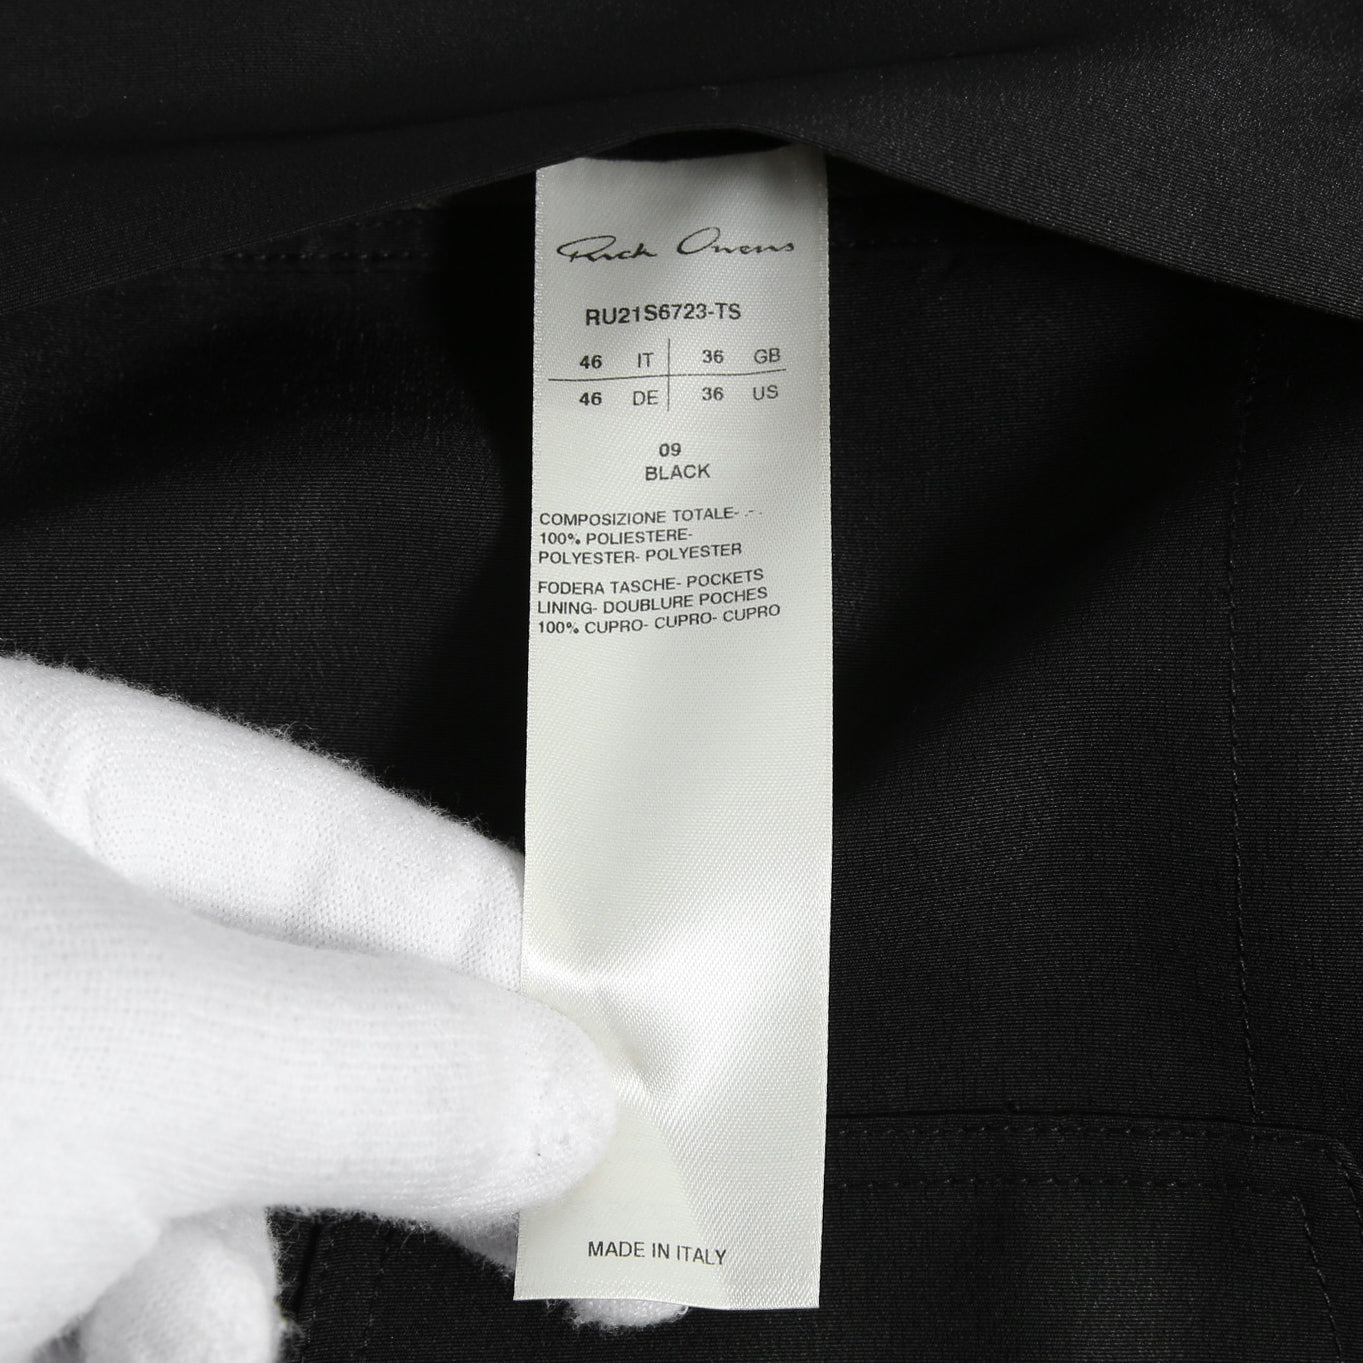 Rick Owens
RU21S6723-TS
46 IT 36 GB
46 DE 36 US
09
BLACK
COMPOSIZIONE TOTALE- -.
100% POLIESTERE-
POLYESTER- POLYESTER
FODERA TASCHE- POCKETS
LINING- DOUBLURE POCHES
100% CUPRO- CUPRO- CUPRO
MADE IN ITALY